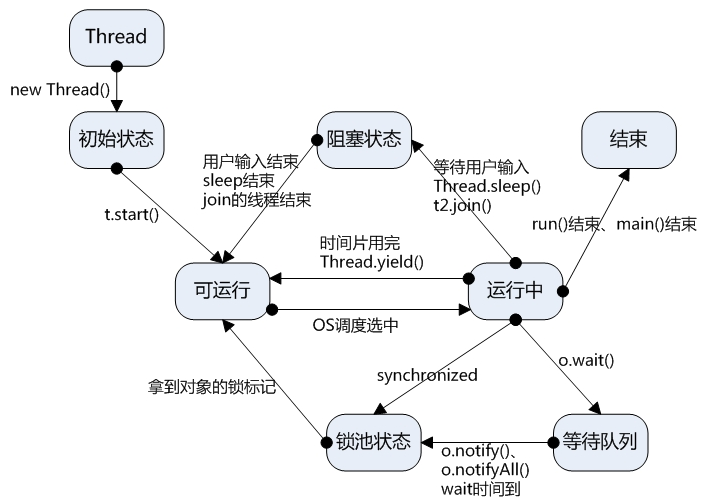 Thread
new Thread()
初始状态
阻塞状态
结束
用户输入结束
sleep结束
join的线程结束
等待用户输入
Thread.sleep()
t2.join()
t.start()
run()结束、main()结束
时间片用完
Thread.yield()
可运行
运行中
OS调度选中
o.wait()
synchronized
拿到对象的锁标记
锁池状态
等待队列
o.notify()、
o.notifyAll()
wait时间到